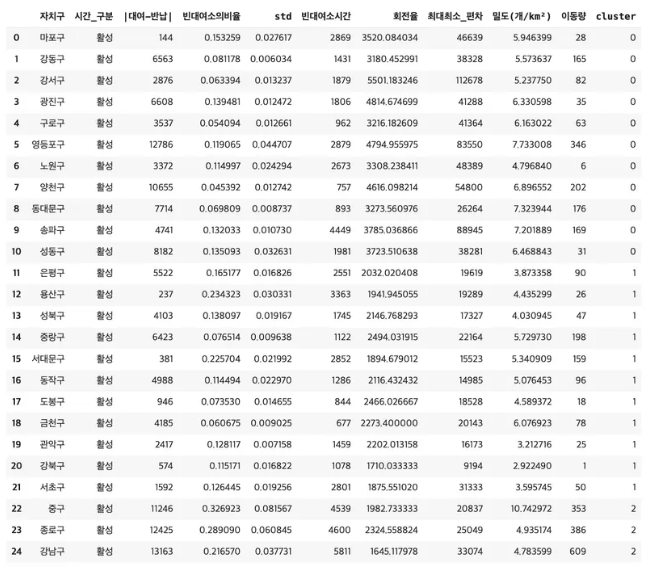 자치구 시간_구분 |대여-반납| 빈대여소의비율 std 빈대여소시간 회전율 최대최소_편차 밀도(개/km²) 이동량 cluster
0 마포구 활성 144 0.153259 0.027617 2869 3520.084034 46639 5.946399 28 0
1 강동구 활성 6563 0.081178 0.006034 1431 3180.452991 38328 5.573637 165 0
2 강서구 활성 2876 0.063394 0.013237 1879 5501.183246 112678 5.237750 82 0
3 광진구 활성 6608 0.139481 0.012472 1806 4814.674699 41288 6.330598 35 0
4 구로구 활성 3537 0.054094 0.012661 962 3216.182609 41364 6.163022 63 0
5 영등포구 활성 12786 0.119065 0.044707 2879 4794.955975 83550 7.733008 346 0
6 노원구 활성 3372 0.114997 0.024294 2673 3308.238411 48389 4.796840 6 0
7 양천구 활성 10655 0.045392 0.012742 757 4616.098214 54800 6.896552 202 0
8 동대문구 활성 7714 0.069809 0.008737 893 3273.560976 26264 7.323944 176 0
9 송파구 활성 4741 0.132033 0.010730 4449 3785.036866 88945 7.201889 169 0
10 성동구 활성 8182 0.135093 0.032631 1981 3723.510638 38281 6.468843 31 0
11 은평구 활성 5522 0.165177 0.016826 2551 2032.020408 19619 3.873358 90 1
12 용산구 활성 237 0.234323 0.030331 3363 1941.945055 19289 4.435299 26 1
13 성북구 활성 4103 0.138097 0.019167 1745 2146.768293 17327 4.030945 47 1
14 중랑구 활성 6423 0.076514 0.009638 1122 2494.031915 22164 5.729730 198 1
15 서대문구 활성 381 0.225704 0.021992 2852 1894.679012 15523 5.340909 159 1
16 동작구 활성 4988 0.114494 0.022970 1286 2116.432432 14985 5.076453 96 1
17 도봉구 활성 946 0.073530 0.014655 844 2466.026667 18528 4.589372 18 1
18 금천구 활성 4185 0.060675 0.009025 677 2273.400000 20143 6.076923 78 1
19 관악구 활성 2417 0.128117 0.007158 1459 2202.013158 16173 3.212716 25 1
20 강북구 활성 574 0.115171 0.016822 1078 1710.033333 9194 2.922490 1 1
21 서초구 활성 1592 0.126445 0.019256 2801 1875.551020 31333 3.595745 50 1
22 중구 활성 11246 0.326923 0.081567 4539 1982.733333 20837 10.742972 353 2
23 종로구 활성 12425 0.289090 0.060845 4600 2324.558824 25049 4.935174 386 2
24 강남구 활성 13163 0.216570 0.037731 5811 1645.117978 33074 4.783599 609 2